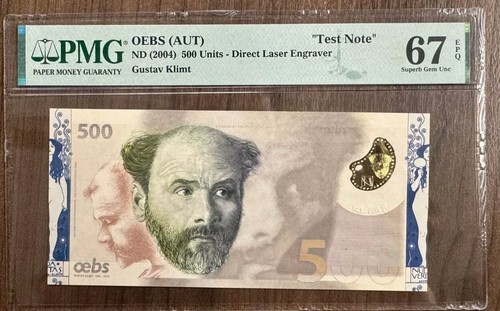 PMG
PAPER MONEY GUARANTY
OEBS (AUT) "Test Note"
ND (2004) 500 Units - Direct Laser Engraver
Gustav Klimt
67 EPQ
Superb Gem Unc
500
oebs
500